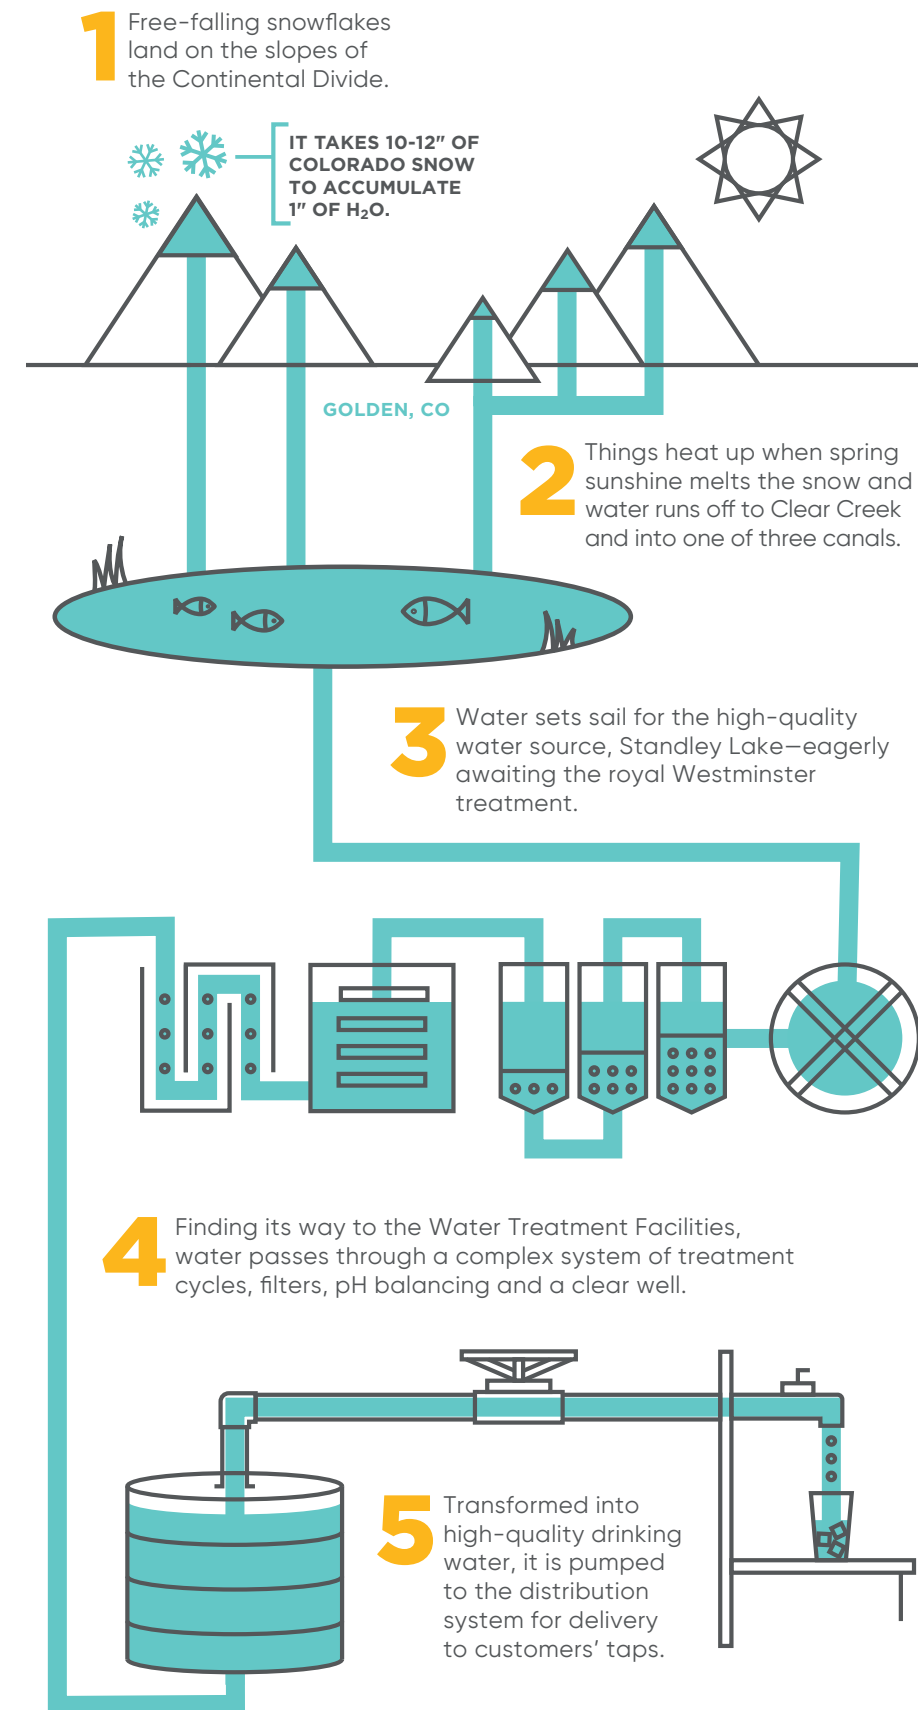 1
Free-falling snowflakes
land on the slopes of
the Continental Divide.
IT TAKES 10-12" OF
COLORADO SNOW
TO ACCUMULATE
1" OF H₂O.
GOLDEN, CO
2
Things heat up when spring
sunshine melts the snow and
water runs off to Clear Creek
and into one of three canals.
3
Water sets sail for the high-quality
water source, Standley Lake—eagerly
awaiting the royal Westminster
treatment.
4
Finding its way to the Water Treatment Facilities,
water passes through a complex system of treatment
cycles, filters, pH balancing and a clear well.
5
Transformed into
high-quality drinking
water, it is pumped
to the distribution
system for delivery
to customers’ taps.